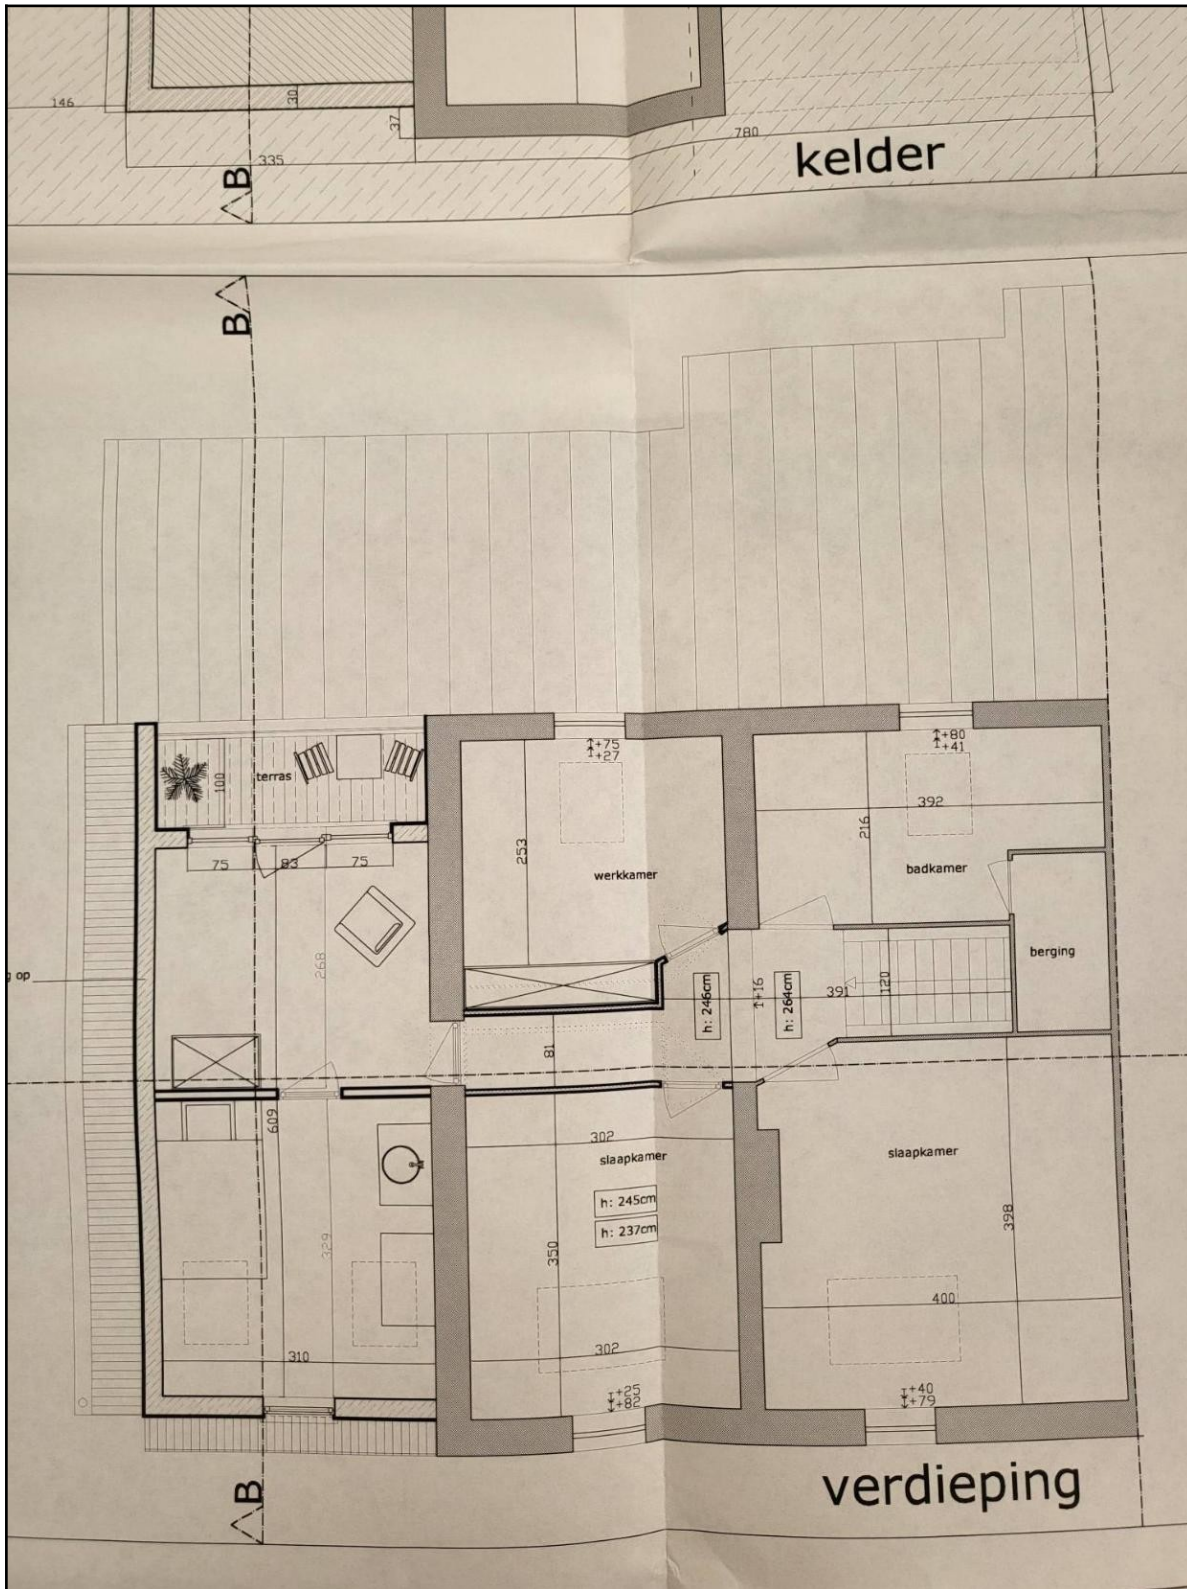 146
30
37
335
780
kelder
B
B
terras
100
75
83
75
268
+75
+27
253
werkkamer
+80
+41
392
216
badkamer
berging
g op
h: 246cm
+16
h: 264cm
391
120
81
609
329
310
302
slaapkamer
h: 245cm
h: 237cm
350
302
+25
+82
slaapkamer
398
400
+40
+79
B
verdieping